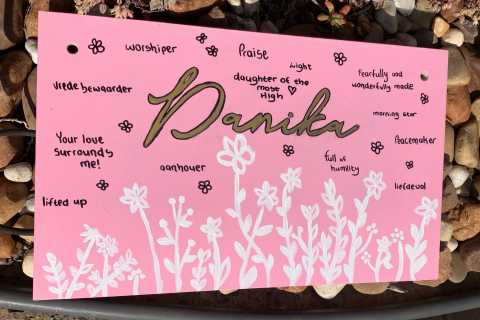 worshiper
Praise
Light
Fearfully and
wonderfully made
daughter of the
most
High
vrede bewaarder
Danika
morning star
Your love
surrounds
me!
Peacemaker
aanhouer
full of
humility
liefdevol
lifted up